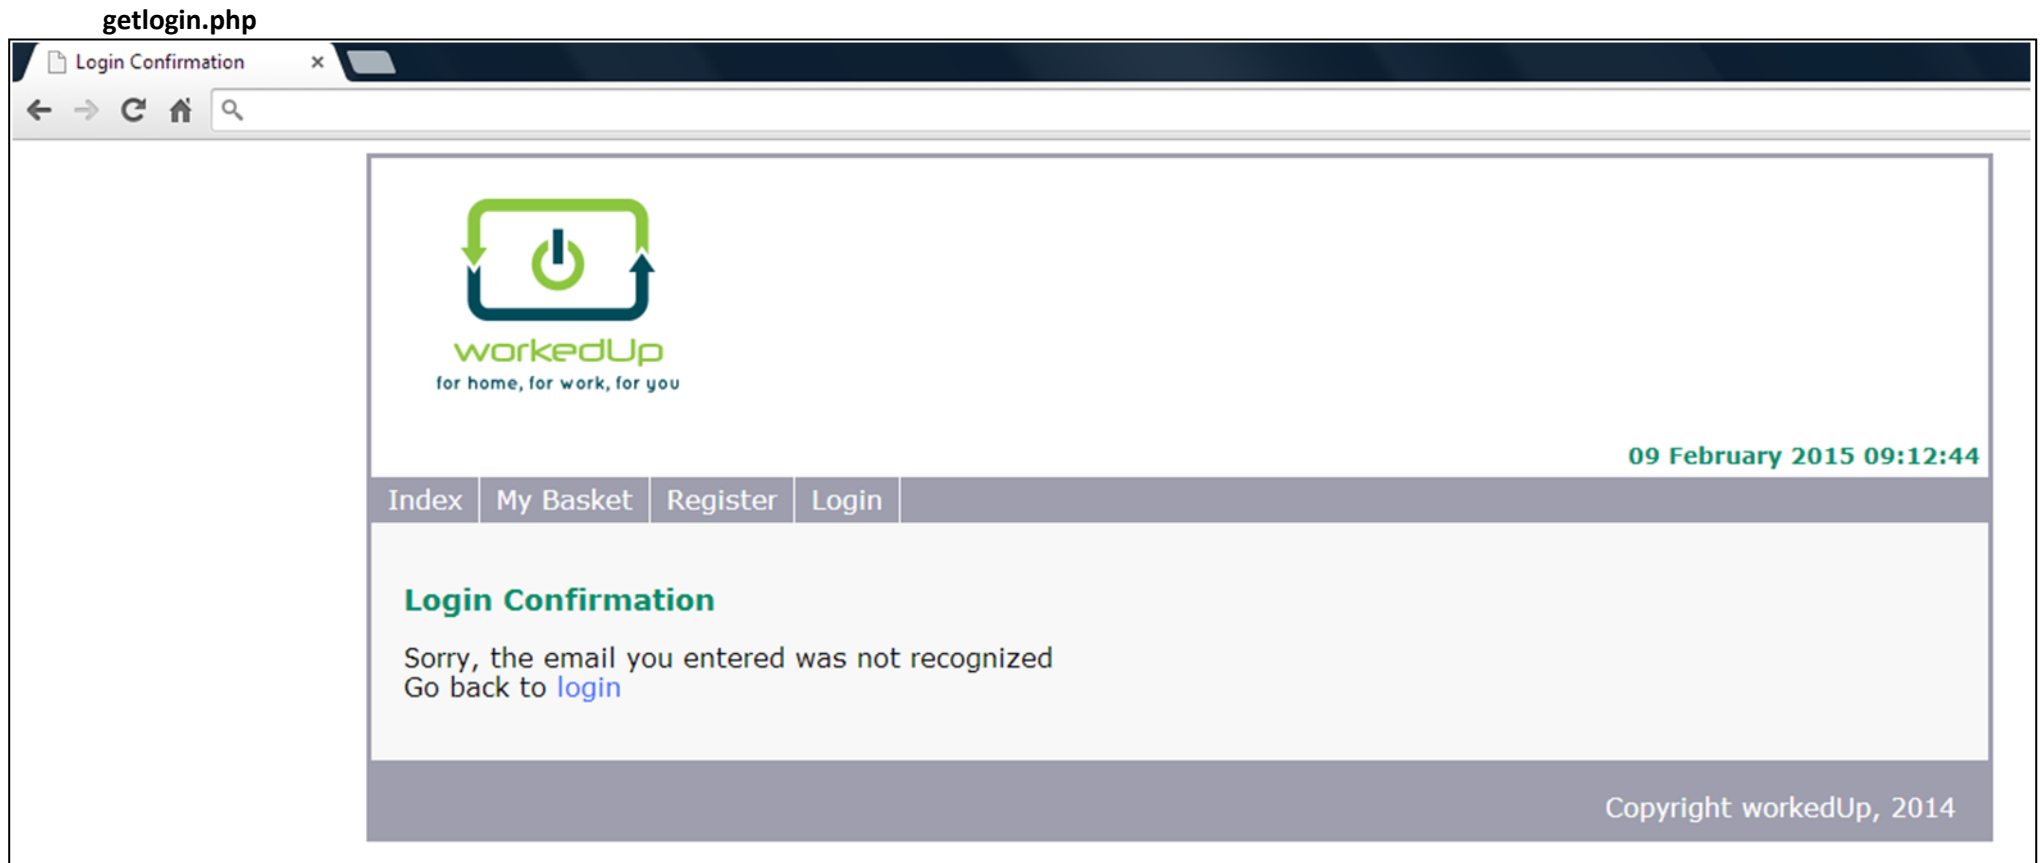 getlogin.php
Login Confirmation
workedUp
for home, for work, for you
09 February 2015 09:12:44
Index My Basket Register Login
Login Confirmation
Sorry, the email you entered was not recognized
Go back to login
Copyright workedUp, 2014